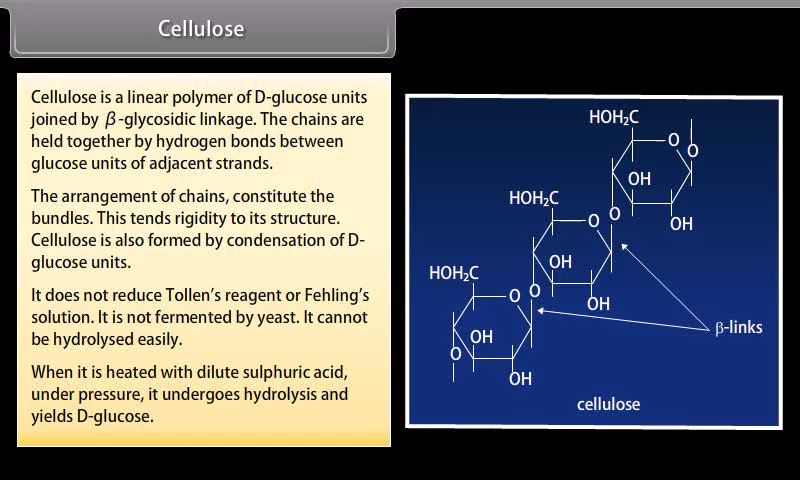 Cellulose
Cellulose is a linear polymer of D-glucose units
joined by β-glycosidic linkage. The chains are
held together by hydrogen bonds between
glucose units of adjacent strands.
The arrangement of chains, constitute the
bundles. This tends rigidity to its structure.
Cellulose is also formed by condensation of D-
glucose units.
It does not reduce Tollen's reagent or Fehling's
solution. It is not fermented by yeast. It cannot
be hydrolysed easily.
When it is heated with dilute sulphuric acid,
under pressure, it undergoes hydrolysis and
yields D-glucose.
HOH₂C
O
O
OH
OH
HOH₂C
O
O
OH
OH
HOH₂C
O
O
OH
O
OH
β-links
cellulose